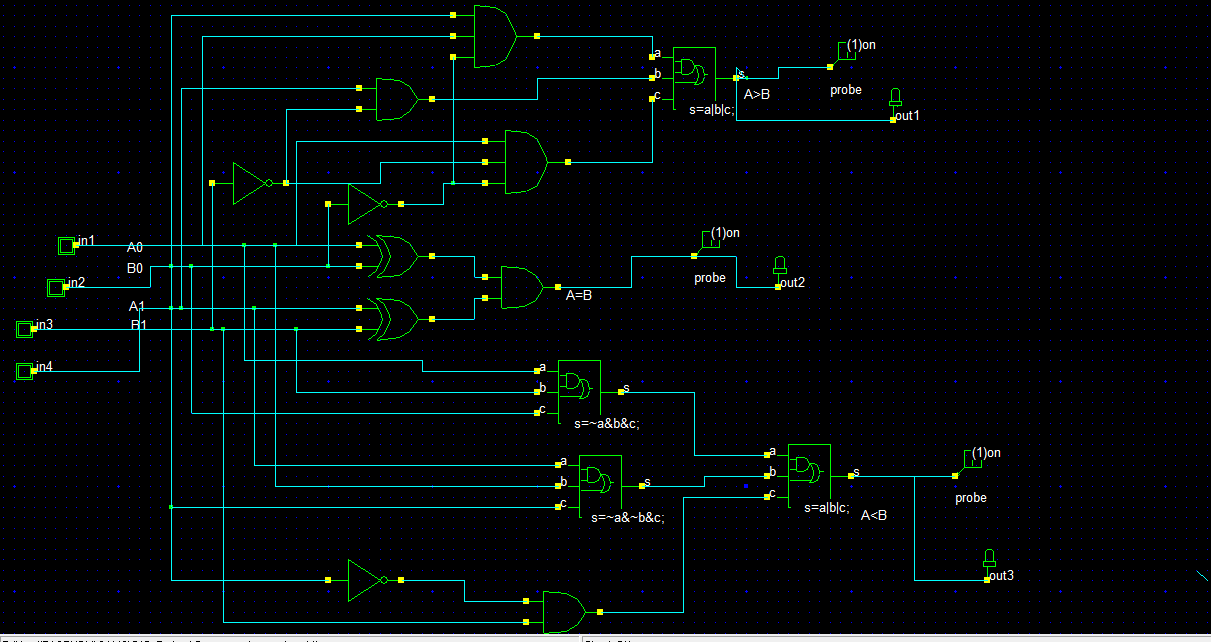 (1)on
a
b
s
A>B
probe
c
s=a|b|c;
out1
in1
A0
(1)on
B0
probe
in2
out2
A=B
A1
in3
B1
in4
a
b
s
c
s=~a&b&c;
(1)on
a
a
b
s
b
s
probe
c
c
s=a|b|c;
s=~a&~b&c;
A<B
out3